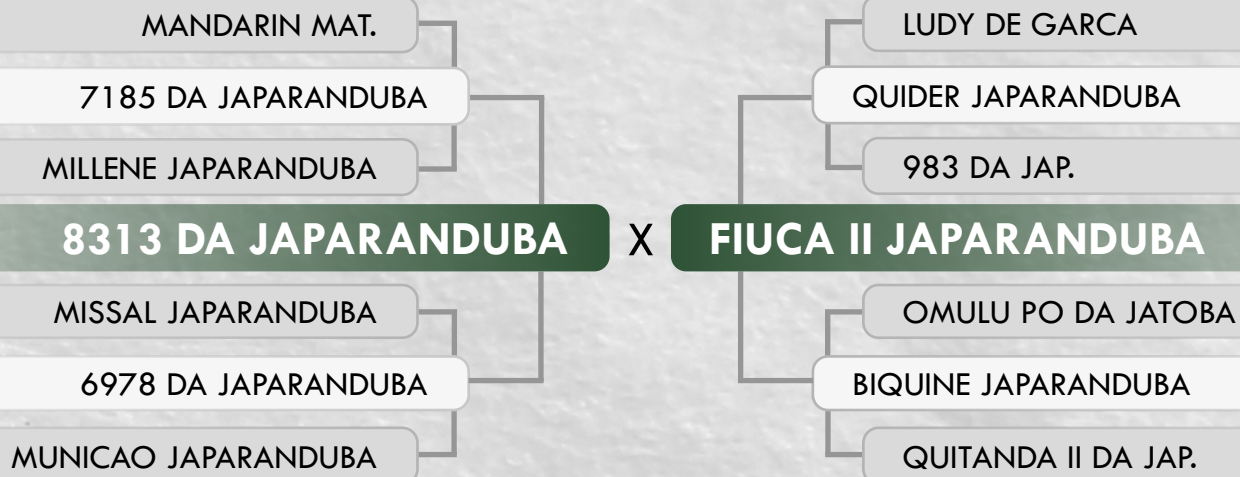 MANDARIN MAT.
7185 DA JAPARANDUBA
MILLENE JAPARANDUBA
8313 DA JAPARANDUBA
MISSAL JAPARANDUBA
6978 DA JAPARANDUBA
MUNICAO JAPARANDUBA
X
LUDY DE GARCA
QUIDER JAPARANDUBA
983 DA JAP.
FIUCA II JAPARANDUBA
OMULU PO DA JATOBA
BIQUINE JAPARANDUBA
QUITANDA II DA JAP.